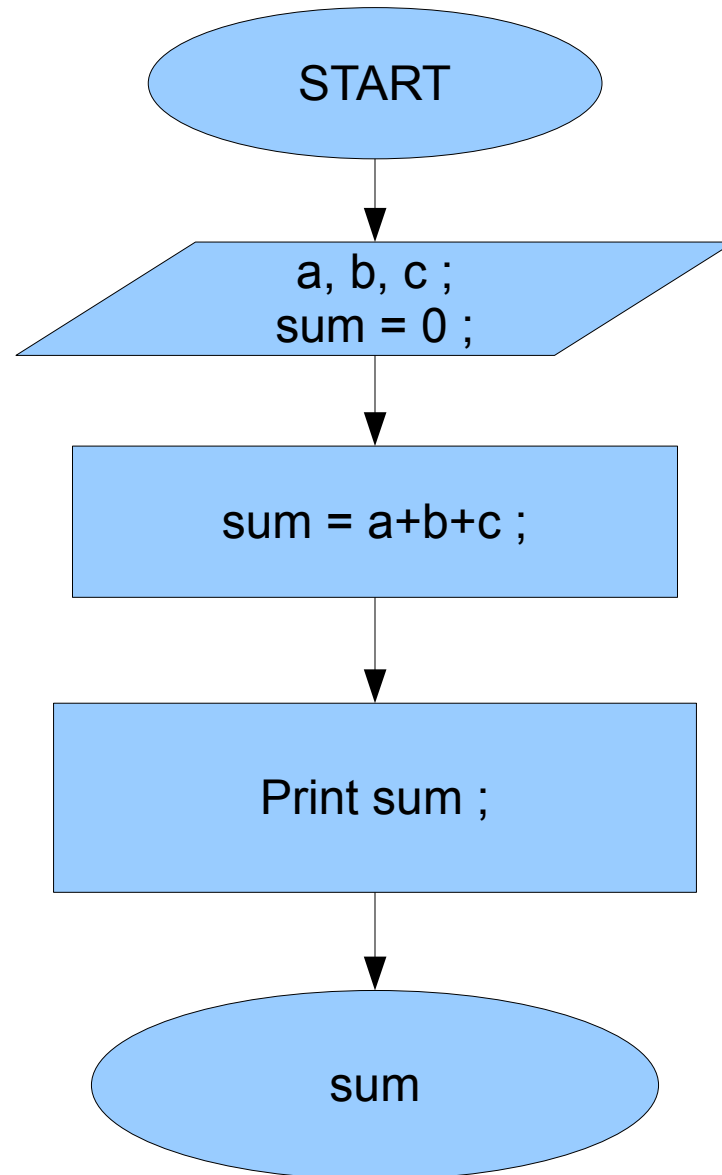 START
a, b, c ;
sum = 0 ;
sum = a+b+c ;
Print sum ;
sum